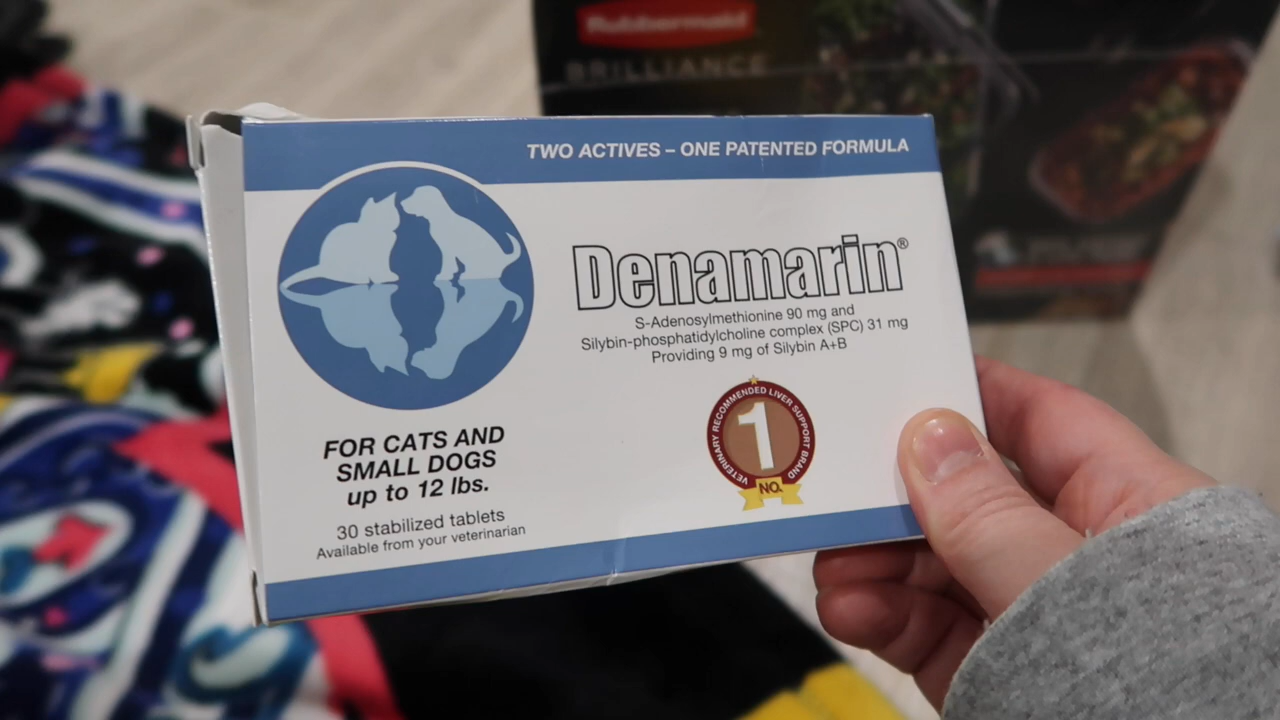 Rubbermaid
BRILLIANCE
TWO ACTIVES – ONE PATENTED FORMULA
Denamarin®
S-Adenosylmethionine 90 mg and
Silybin-phosphatidylcholine complex (SPC) 31 mg
Providing 9 mg of Silybin A+B
VETERINARY RECOMMENDED LIVER SUPPORT BRAND
1
NO.
FOR CATS AND
SMALL DOGS
up to 12 lbs.
30 stabilized tablets
Available from your veterinarian